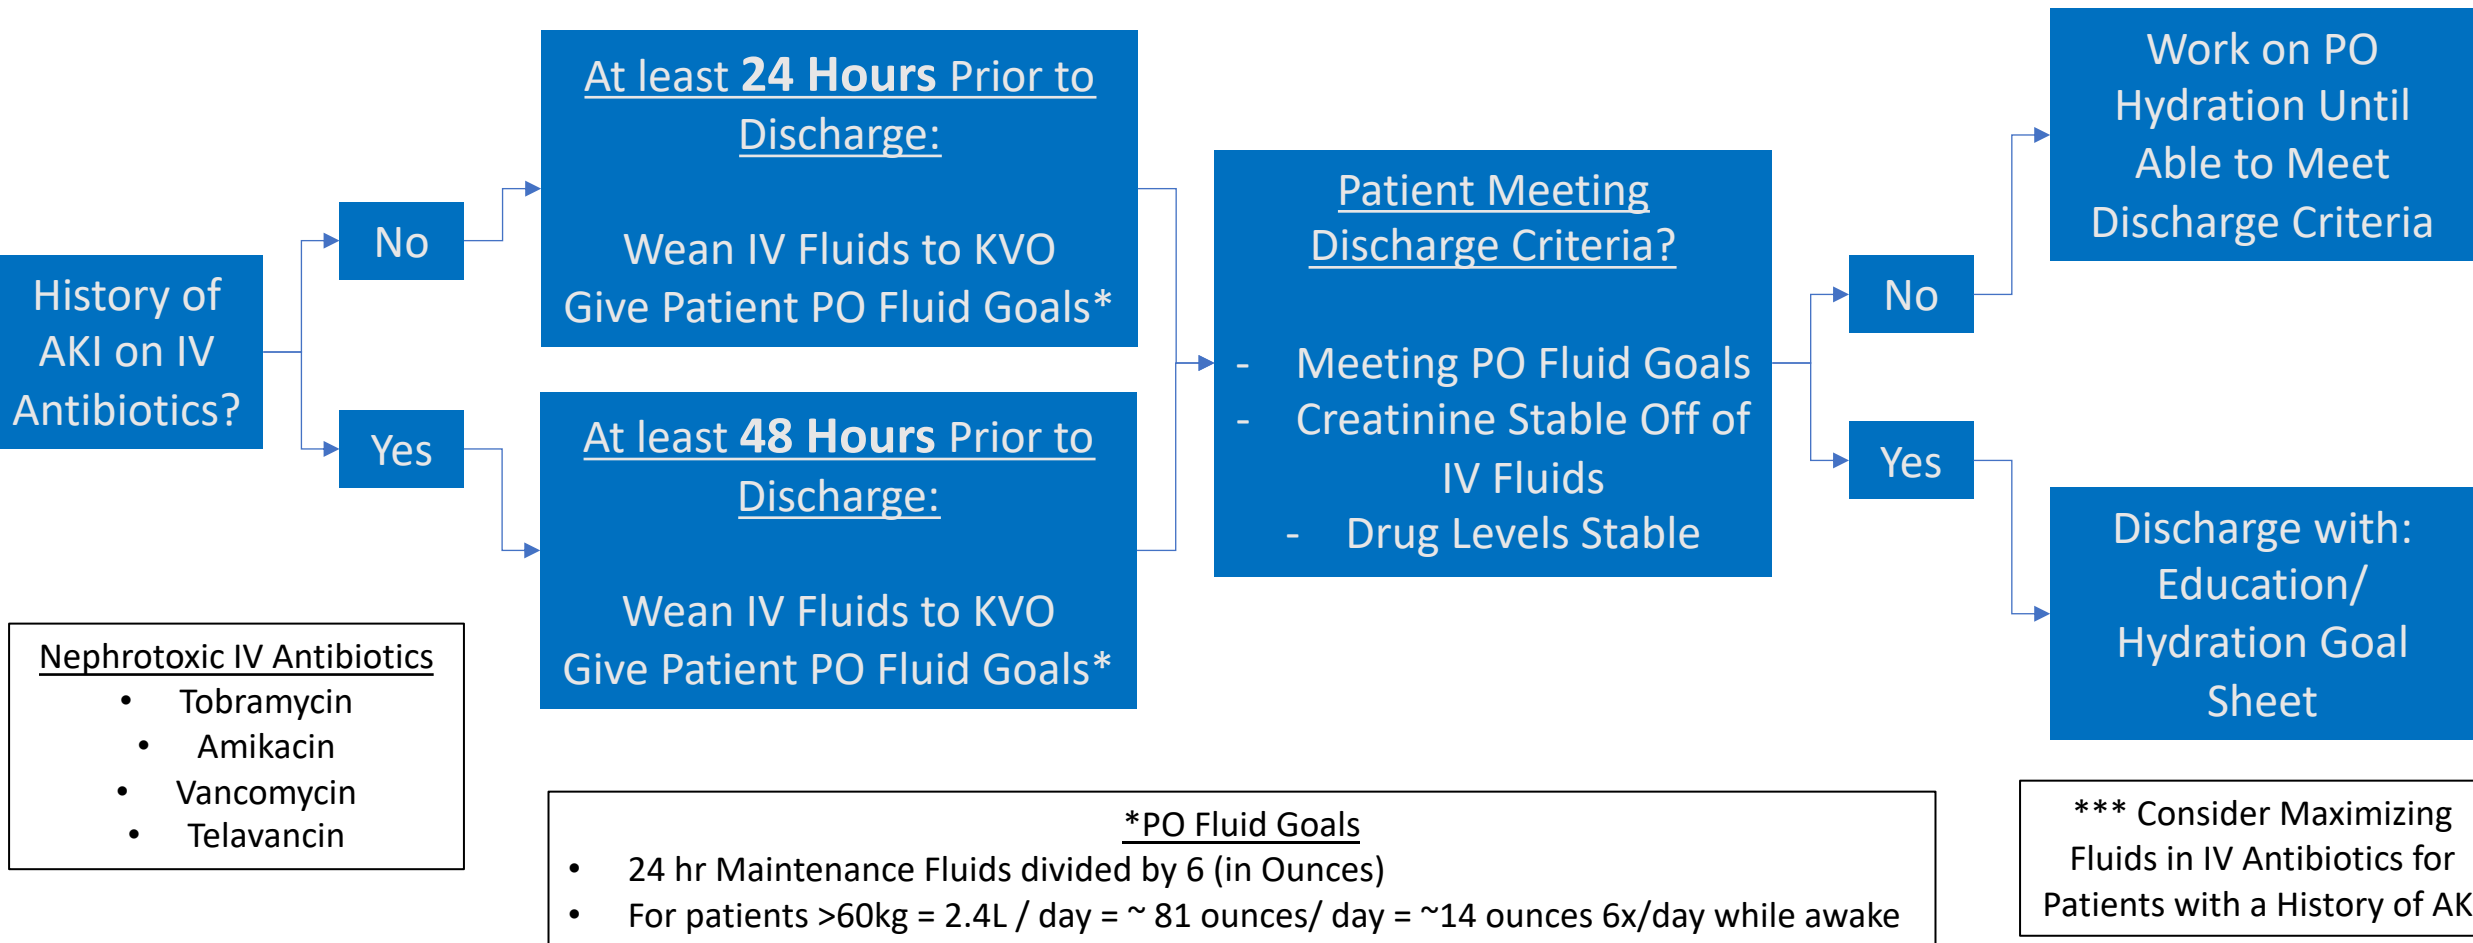 History of
AKI on IV
Antibiotics?
No
Yes
At least 24 Hours Prior to
Discharge:
Wean IV Fluids to KVO
Give Patient PO Fluid Goals*
At least 48 Hours Prior to
Discharge:
Wean IV Fluids to KVO
Give Patient PO Fluid Goals*
Patient Meeting
Discharge Criteria?
- Meeting PO Fluid Goals
- Creatinine Stable Off of
IV Fluids
- Drug Levels Stable
No
Yes
Work on PO
Hydration Until
Able to Meet
Discharge Criteria
Discharge with:
Education/
Hydration Goal
Sheet
Nephrotoxic IV Antibiotics
• Tobramycin
• Amikacin
• Vancomycin
• Telavancin
*PO Fluid Goals
• 24 hr Maintenance Fluids divided by 6 (in Ounces)
• For patients >60kg = 2.4L / day = ~ 81 ounces/ day = ~14 ounces 6x/day while awake
*** Consider Maximizing
Fluids in IV Antibiotics for
Patients with a History of AK